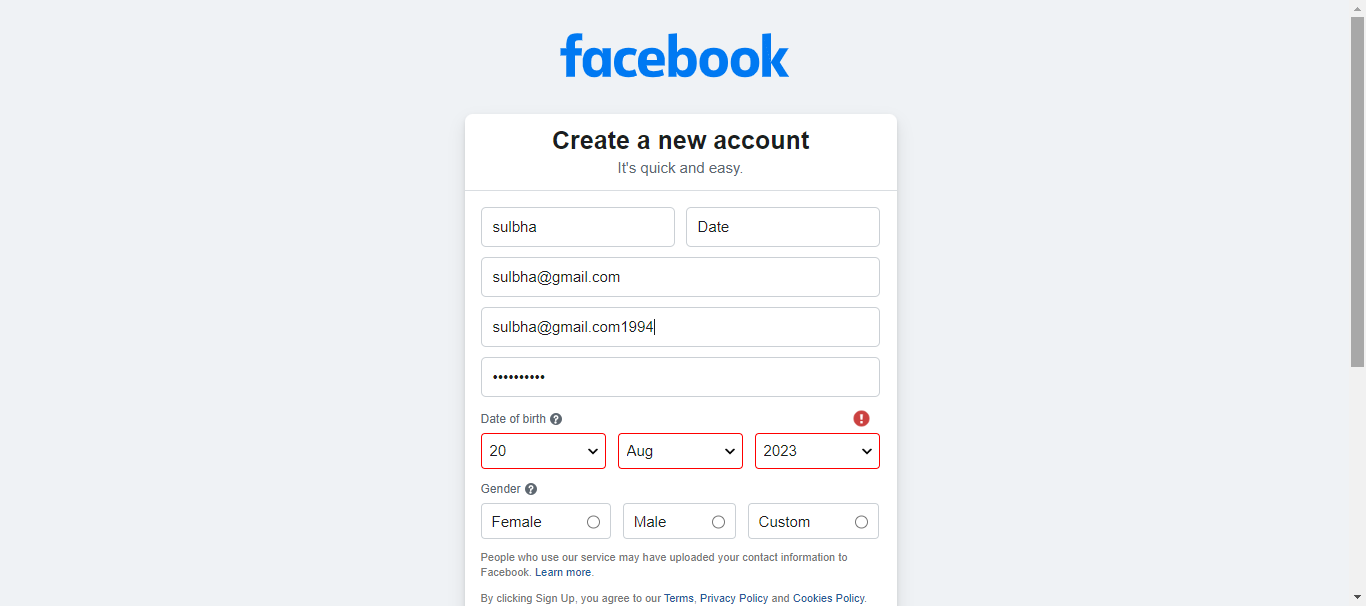 facebook
Create a new account
It's quick and easy.
sulbha Date
sulbha@gmail.com
sulbha@gmail.com1994
••••••••••
Date of birth ?
20 Aug 2023
Gender ?
Female Male Custom
People who use our service may have uploaded your contact information to
Facebook. Learn more.
By clicking Sign Up, you agree to our Terms, Privacy Policy and Cookies Policy.